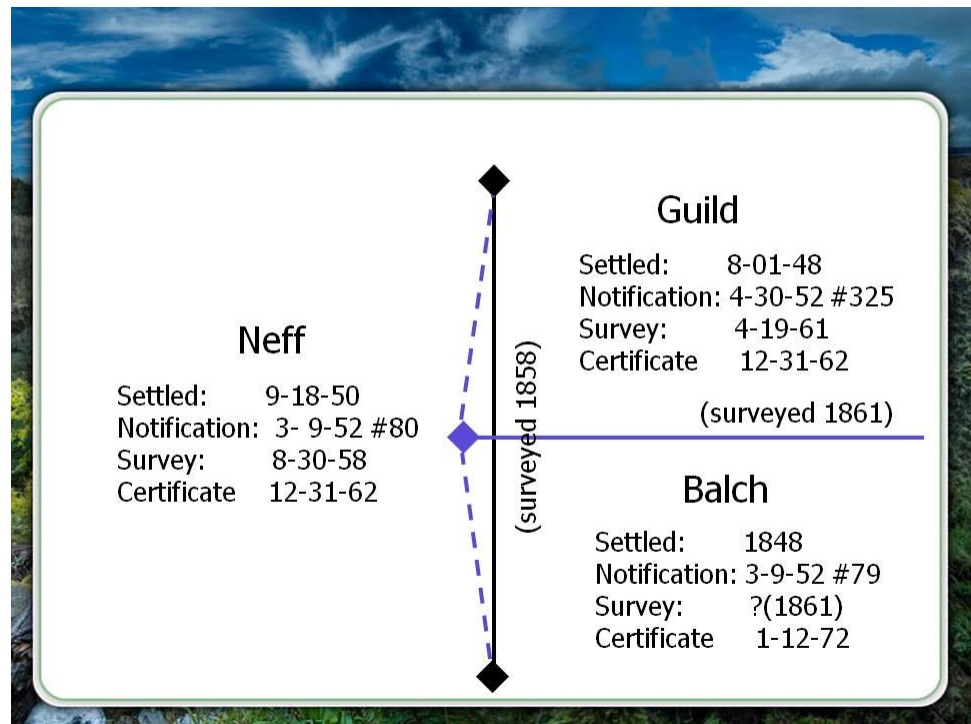 Neff
Settled: 9-18-50
Notification: 3- 9-52 #80
Survey: 8-30-58
Certificate 12-31-62
(surveyed 1858)
Guild
Settled: 8-01-48
Notification: 4-30-52 #325
Survey: 4-19-61
Certificate 12-31-62
(surveyed 1861)
Balch
Settled: 1848
Notification: 3-9-52 #79
Survey: ?(1861)
Certificate 1-12-72